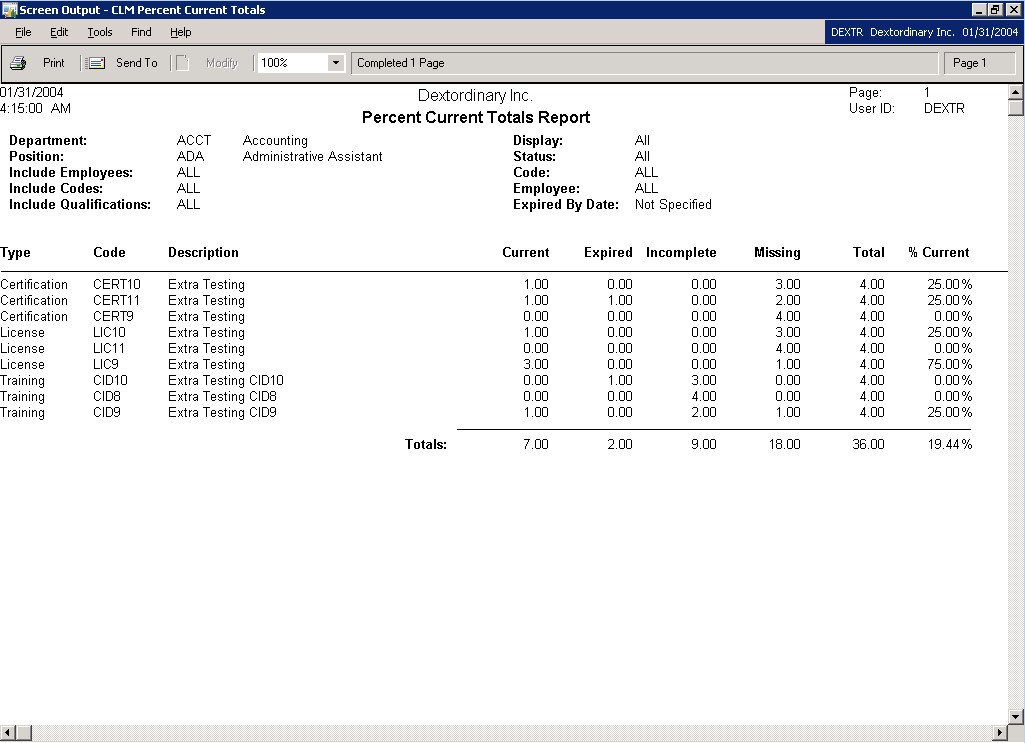 Screen Output - CLM Percent Current Totals
File Edit Tools Find Help DEXTR Dextordinary Inc. 01/31/2004
Print Send To Modify 100% Completed 1 Page Page 1
01/31/2004 Dextordinary Inc. Page: 1
4:15:00 AM Percent Current Totals Report User ID: DEXTR
Department: ACCT Accounting Display: All
Position: ADA Administrative Assistant Status: All
Include Employees: ALL Code: ALL
Include Codes: ALL Employee: ALL
Include Qualifications: ALL Expired By Date: Not Specified
Type Code Description Current Expired Incomplete Missing Total % Current
Certification CERT10 Extra Testing 1.00 0.00 0.00 3.00 4.00 25.00%
Certification CERT11 Extra Testing 1.00 1.00 0.00 2.00 4.00 25.00%
Certification CERT9 Extra Testing 0.00 0.00 0.00 4.00 4.00 0.00%
License LIC10 Extra Testing 1.00 0.00 0.00 3.00 4.00 25.00%
License LIC11 Extra Testing 0.00 0.00 0.00 4.00 4.00 0.00%
License LIC9 Extra Testing 3.00 0.00 0.00 1.00 4.00 75.00%
Training CID10 Extra Testing CID10 0.00 1.00 3.00 0.00 4.00 0.00%
Training CID8 Extra Testing CID8 0.00 0.00 4.00 0.00 4.00 0.00%
Training CID9 Extra Testing CID9 1.00 0.00 2.00 1.00 4.00 25.00%
Totals: 7.00 2.00 9.00 18.00 36.00 19.44%